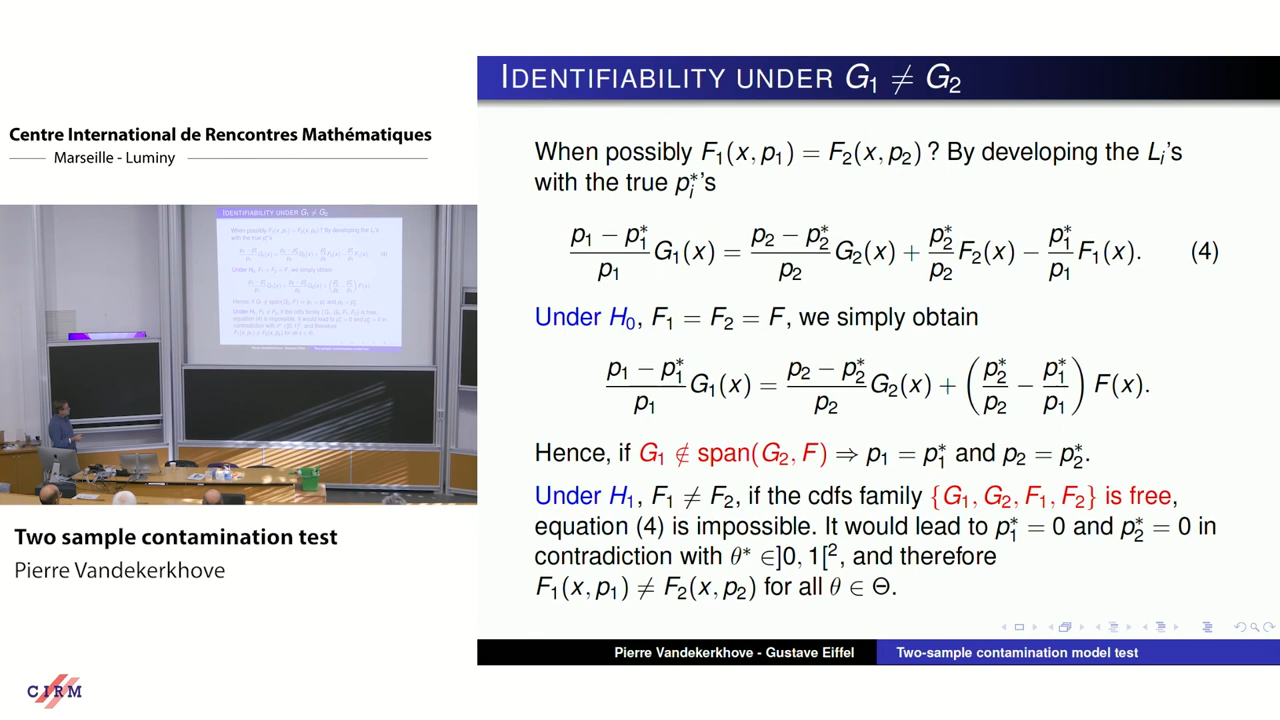 Centre International de Rencontres Mathématiques
Marseille - Luminy
Two sample contamination test
Pierre Vandekerkhove
CIRM
IDENTIFIABILITY UNDER G₁ ≠ G₂
When possibly F₁(x, p₁) = F₂(x, p₂) ? By developing the Lᵢ's
with the true pᵢ*'s
(p₁ − p₁*)/p₁ G₁(x) = (p₂ − p₂*)/p₂ G₂(x) + p₂*/p₂ F₂(x) − p₁*/p₁ F₁(x). (4)
Under H₀, F₁ = F₂ = F, we simply obtain
(p₁ − p₁*)/p₁ G₁(x) = (p₂ − p₂*)/p₂ G₂(x) + (p₂*/p₂ − p₁*/p₁) F(x).
Hence, if G₁ ∉ span(G₂, F) ⇒ p₁ = p₁* and p₂ = p₂*.
Under H₁, F₁ ≠ F₂, if the cdfs family {G₁, G₂, F₁, F₂} is free,
equation (4) is impossible. It would lead to p₁* = 0 and p₂* = 0 in
contradiction with θ* ∈]0, 1[², and therefore
F₁(x, p₁) ≠ F₂(x, p₂) for all θ ∈ Θ.
Pierre Vandekerkhove - Gustave Eiffel
Two-sample contamination model test